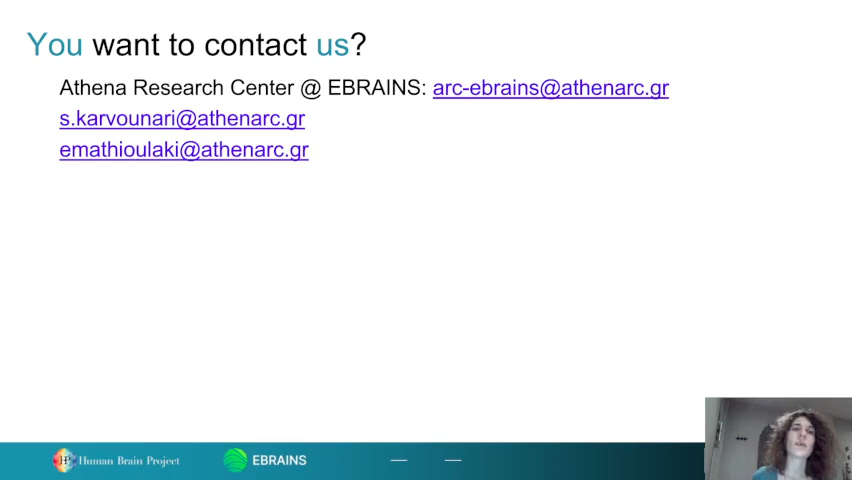 You want to contact us?
Athena Research Center @ EBRAINS: arc-ebrains@athenarc.gr
s.karvounari@athenarc.gr
emathioulaki@athenarc.gr
Human Brain Project
EBRAINS